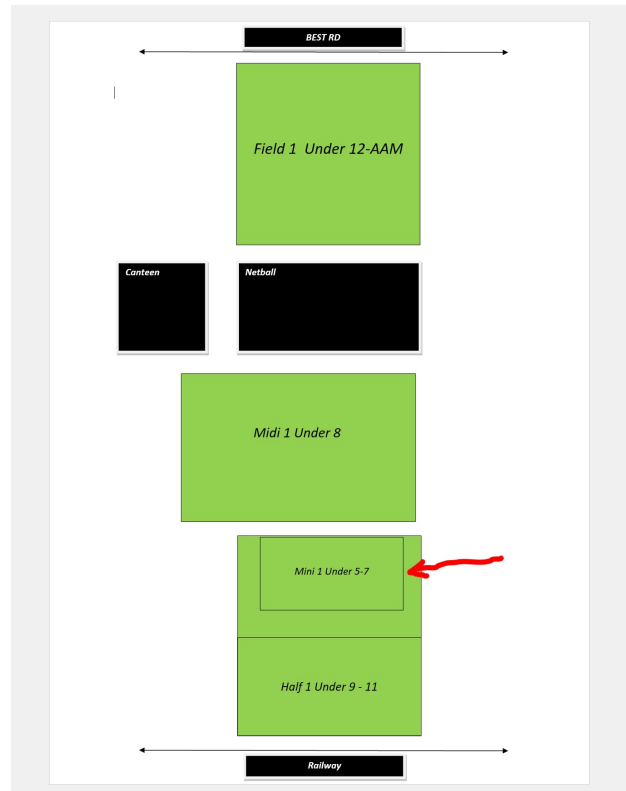 BEST RD
Field 1 Under 12-AAM
Canteen
Netball
Midi 1 Under 8
Mini 1 Under 5-7
Half 1 Under 9 - 11
Railway